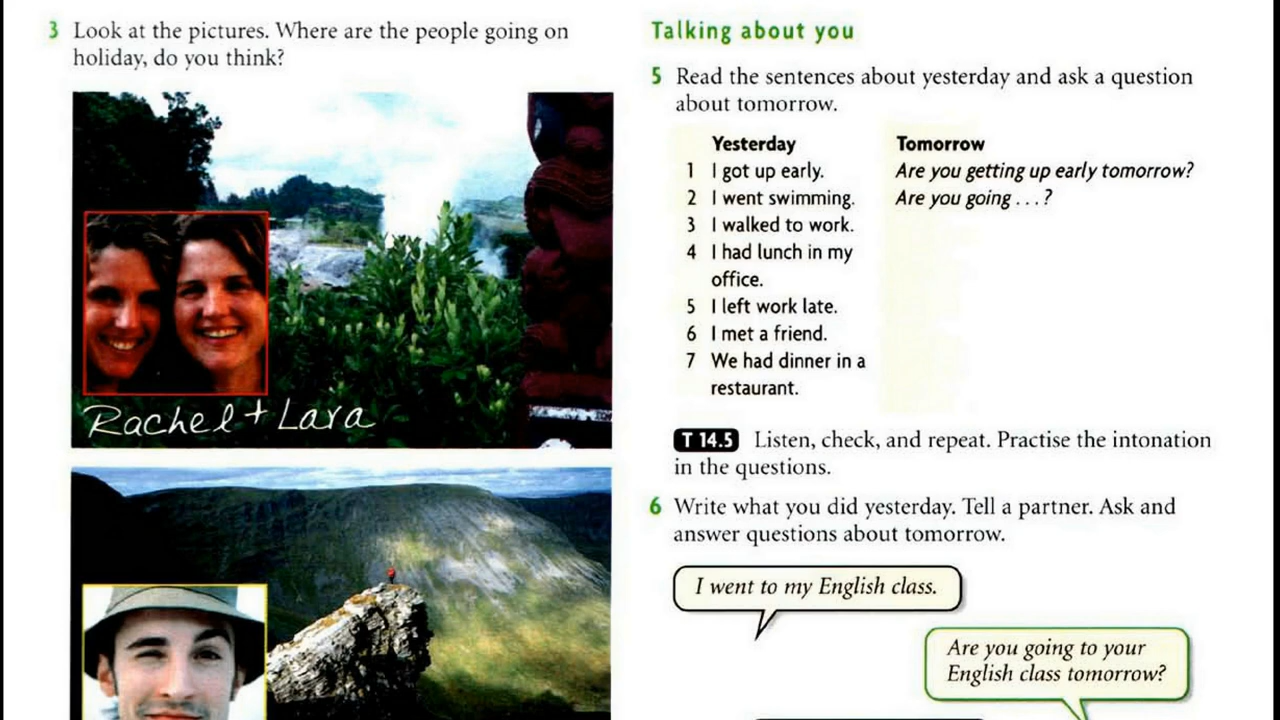 3 Look at the pictures. Where are the people going on
holiday, do you think?
Rachel + Lara
Talking about you
5 Read the sentences about yesterday and ask a question
about tomorrow.
Yesterday Tomorrow
1 I got up early. Are you getting up early tomorrow?
2 I went swimming. Are you going . . . ?
3 I walked to work.
4 I had lunch in my
office.
5 I left work late.
6 I met a friend.
7 We had dinner in a
restaurant.
T 14.5 Listen, check, and repeat. Practise the intonation
in the questions.
6 Write what you did yesterday. Tell a partner. Ask and
answer questions about tomorrow.
I went to my English class.
Are you going to your
English class tomorrow?